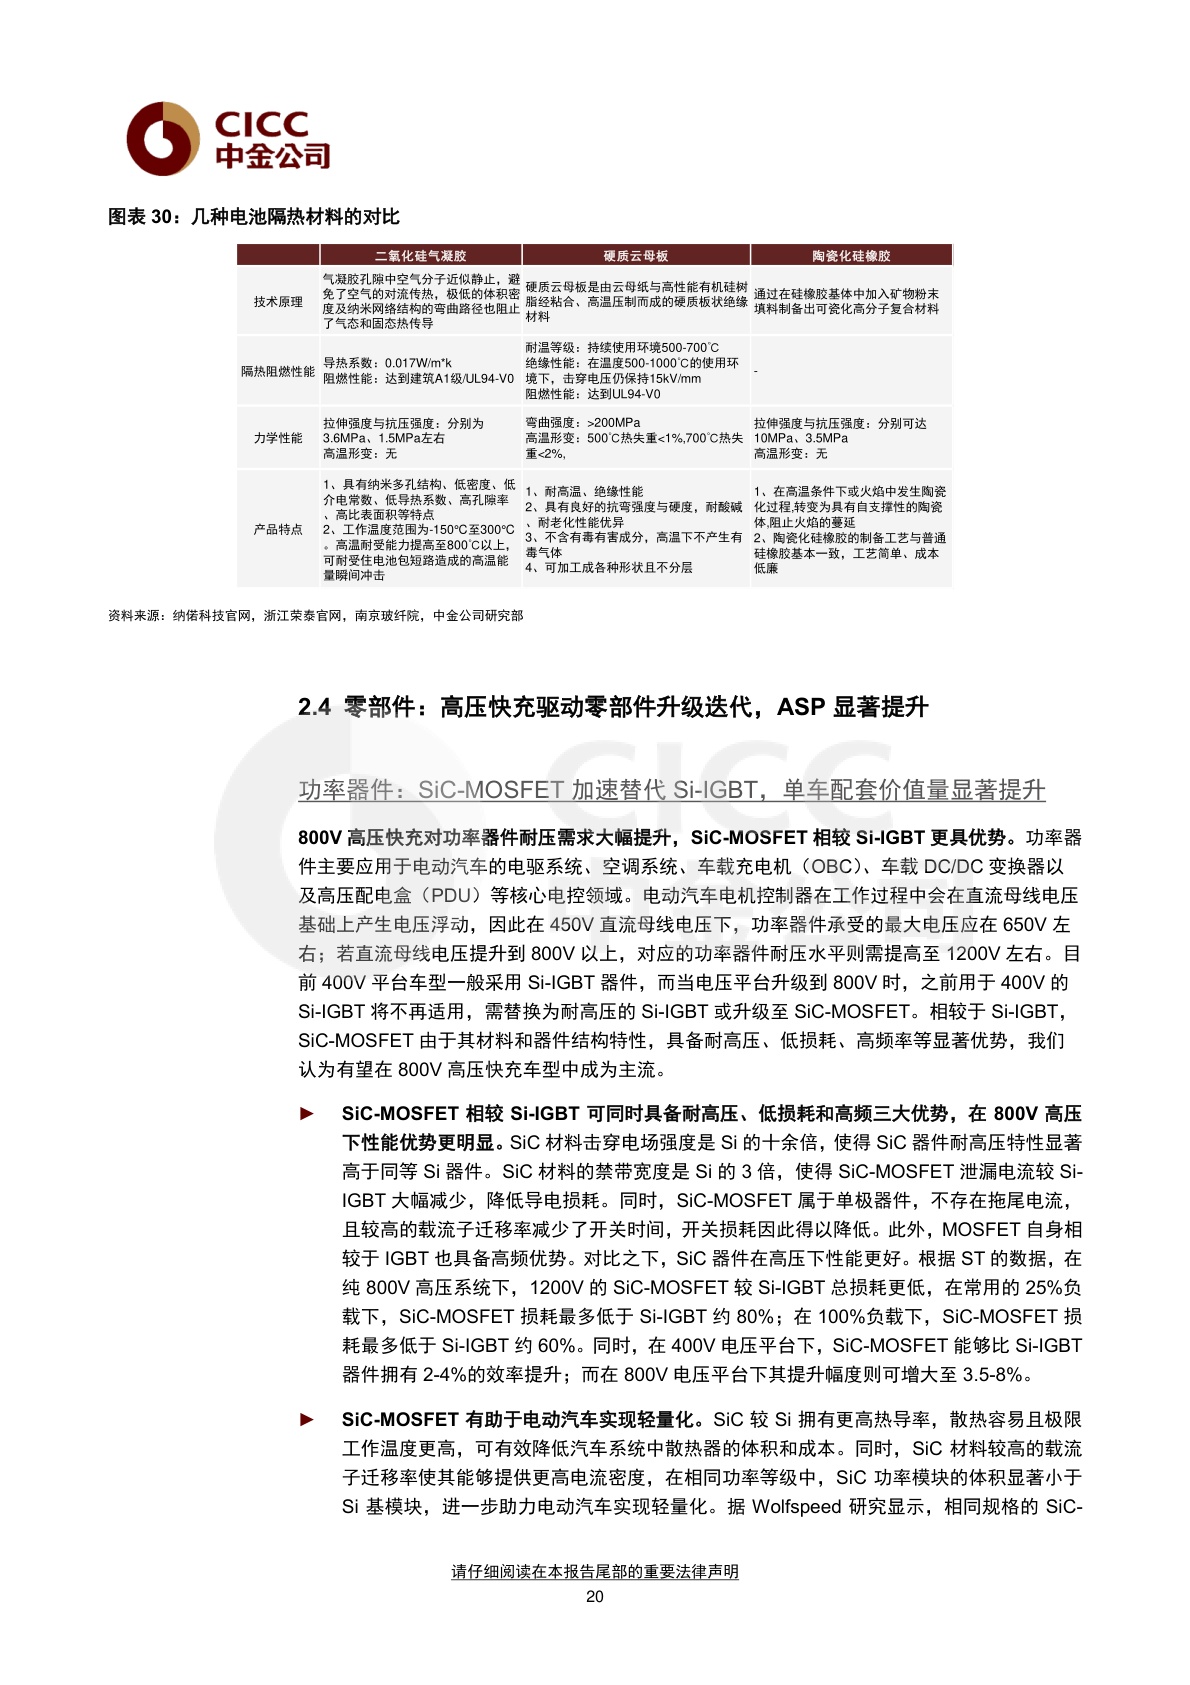 CICC
中金公司
图表 30：几种电池隔热材料的对比
二氧化硅气凝胶 硬质云母板 陶瓷化硅橡胶
技术原理
气凝胶孔隙中空气分子近似静止，避
免了空气的对流传热，极低的体积密
度及纳米网络结构的弯曲路径也阻止
了气态和固态热传导
硬质云母板是由云母纸与高性能有机硅树
脂经粘合、高温压制而成的硬质板状绝缘
材料
通过在硅橡胶基体中加入矿物粉末
填料制备出可瓷化高分子复合材料
隔热阻燃性能
导热系数：0.017W/m*k
阻燃性能：达到建筑A1级/UL94-V0
耐温等级：持续使用环境500-700℃
绝缘性能：在温度500-1000℃的使用环
境下，击穿电压仍保持15kV/mm
阻燃性能：达到UL94-V0
-
力学性能
拉伸强度与抗压强度：分别为
3.6MPa、1.5MPa左右
高温形变：无
弯曲强度：>200MPa
高温形变：500℃热失重<1%,700℃热失
重<2%,
拉伸强度与抗压强度：分别可达
10MPa、3.5MPa
高温形变：无
产品特点
1、具有纳米多孔结构、低密度、低
介电常数、低导热系数、高孔隙率
、高比表面积等特点
2、工作温度范围为-150℃至300℃
。高温耐受能力提高至800℃以上，
可耐受住电池包短路造成的高温能
量瞬间冲击
1、耐高温、绝缘性能
2、具有良好的抗弯强度与硬度，耐酸碱
、耐老化性能优异
3、不含有毒有害成分，高温下不产生有
毒气体
4、可加工成各种形状且不分层
1、在高温条件下或火焰中发生陶瓷
化过程,转变为具有自支撑性的陶瓷
体,阻止火焰的蔓延
2、陶瓷化硅橡胶的制备工艺与普通
硅橡胶基本一致，工艺简单、成本
低廉
资料来源：纳偌科技官网，浙江荣泰官网，南京玻纤院，中金公司研究部
2.4 零部件：高压快充驱动零部件升级迭代，ASP 显著提升
功率器件：SiC-MOSFET 加速替代 Si-IGBT，单车配套价值量显著提升
800V 高压快充对功率器件耐压需求大幅提升，SiC-MOSFET 相较 Si-IGBT 更具优势。功率器
件主要应用于电动汽车的电驱系统、空调系统、车载充电机（OBC）、车载 DC/DC 变换器以
及高压配电盒（PDU）等核心电控领域。电动汽车电机控制器在工作过程中会在直流母线电压
基础上产生电压浮动，因此在 450V 直流母线电压下，功率器件承受的最大电压应在 650V 左
右；若直流母线电压提升到 800V 以上，对应的功率器件耐压水平则需提高至 1200V 左右。目
前 400V 平台车型一般采用 Si-IGBT 器件，而当电压平台升级到 800V 时，之前用于 400V 的
Si-IGBT 将不再适用，需替换为耐高压的 Si-IGBT 或升级至 SiC-MOSFET。相较于 Si-IGBT，
SiC-MOSFET 由于其材料和器件结构特性，具备耐高压、低损耗、高频率等显著优势，我们
认为有望在 800V 高压快充车型中成为主流。
► SiC-MOSFET 相较 Si-IGBT 可同时具备耐高压、低损耗和高频三大优势，在 800V 高压
下性能优势更明显。SiC 材料击穿电场强度是 Si 的十余倍，使得 SiC 器件耐高压特性显著
高于同等 Si 器件。SiC 材料的禁带宽度是 Si 的 3 倍，使得 SiC-MOSFET 泄漏电流较 Si-
IGBT 大幅减少，降低导电损耗。同时，SiC-MOSFET 属于单极器件，不存在拖尾电流，
且较高的载流子迁移率减少了开关时间，开关损耗因此得以降低。此外，MOSFET 自身相
较于 IGBT 也具备高频优势。对比之下，SiC 器件在高压下性能更好。根据 ST 的数据，在
纯 800V 高压系统下，1200V 的 SiC-MOSFET 较 Si-IGBT 总损耗更低，在常用的 25%负
载下，SiC-MOSFET 损耗最多低于 Si-IGBT 约 80%；在 100%负载下，SiC-MOSFET 损
耗最多低于 Si-IGBT 约 60%。同时，在 400V 电压平台下，SiC-MOSFET 能够比 Si-IGBT
器件拥有 2-4%的效率提升；而在 800V 电压平台下其提升幅度则可增大至 3.5-8%。
► SiC-MOSFET 有助于电动汽车实现轻量化。SiC 较 Si 拥有更高热导率，散热容易且极限
工作温度更高，可有效降低汽车系统中散热器的体积和成本。同时，SiC 材料较高的载流
子迁移率使其能够提供更高电流密度，在相同功率等级中，SiC 功率模块的体积显著小于
Si 基模块，进一步助力电动汽车实现轻量化。据 Wolfspeed 研究显示，相同规格的 SiC-
请仔细阅读在本报告尾部的重要法律声明
20